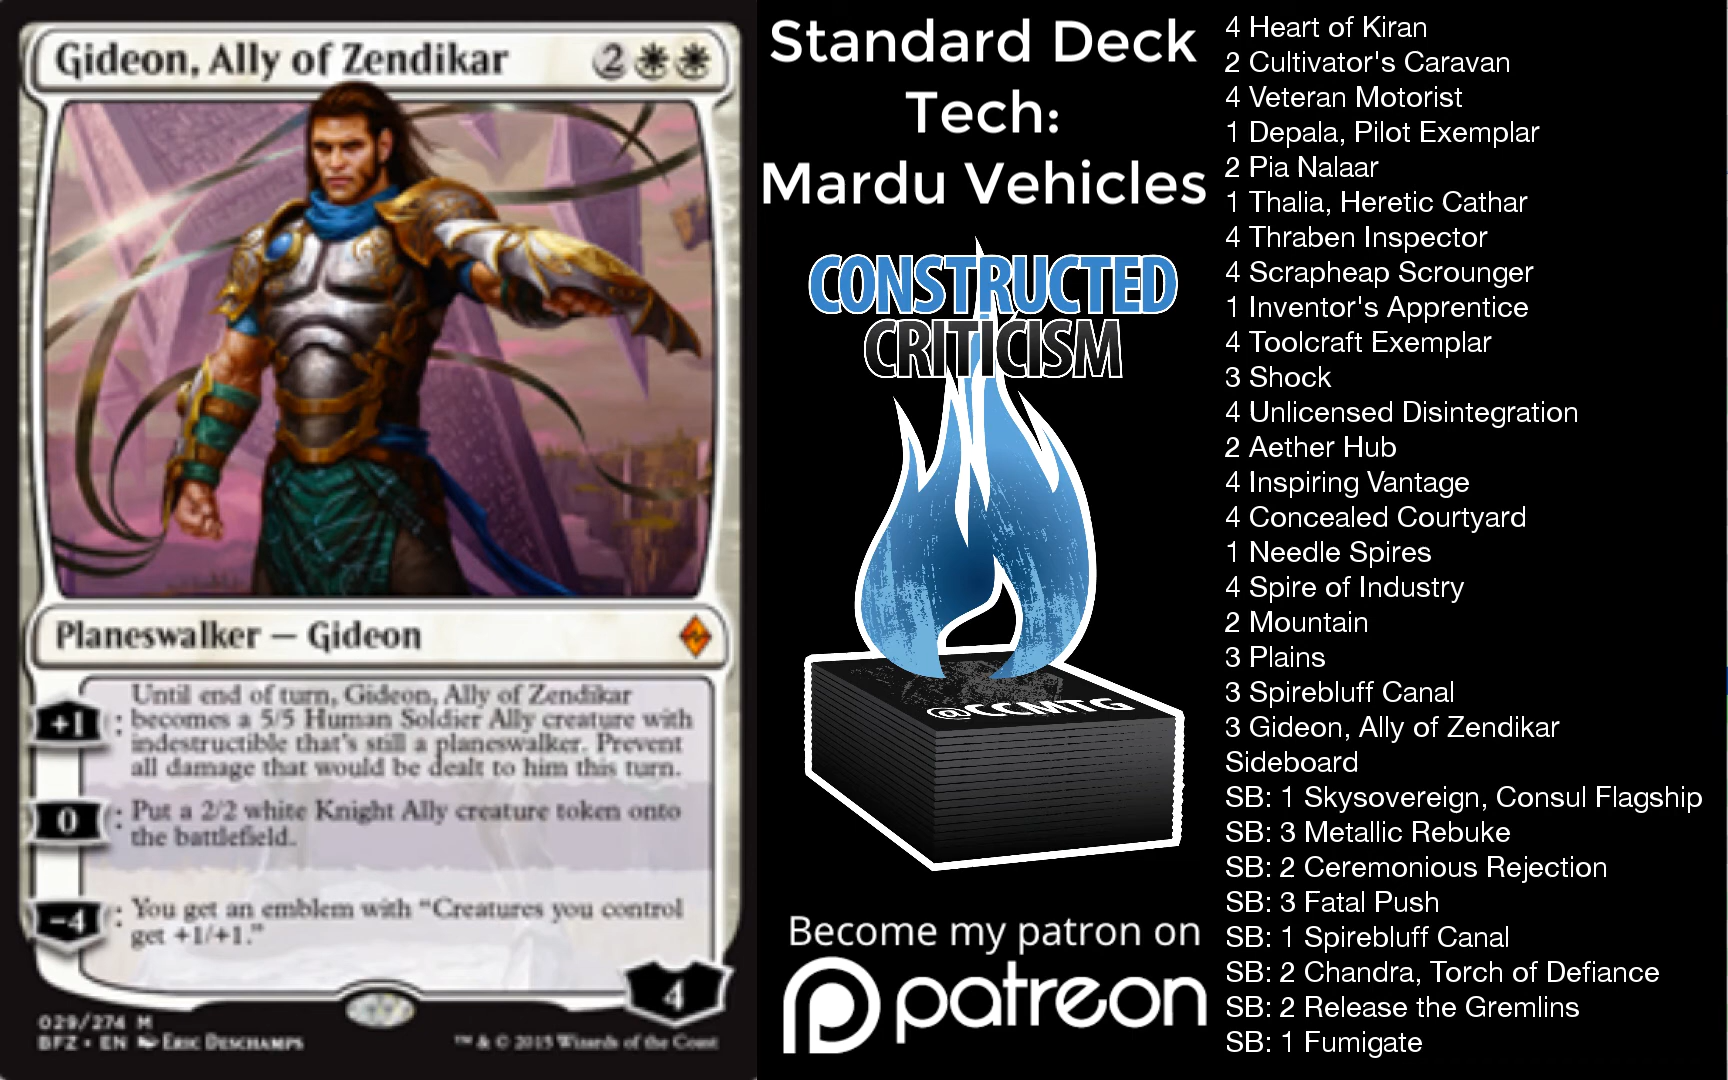 Gideon, Ally of Zendikar 2
Planeswalker — Gideon
+1 : Until end of turn, Gideon, Ally of Zendikar
becomes a 5/5 Human Soldier Ally creature with
indestructible that's still a planeswalker. Prevent
all damage that would be dealt to him this turn.
0 : Put a 2/2 white Knight Ally creature token onto
the battlefield.
-4 : You get an emblem with “Creatures you control
get +1/+1.”
4
029/274 M
BFZ • EN Eric Deschamps
™ & © 2015 Wizards of the Coast
Standard Deck
Tech:
Mardu Vehicles
CONSTRUCTED
CRITICISM
@CCMTG
Become my patron on
patreon
4 Heart of Kiran
2 Cultivator's Caravan
4 Veteran Motorist
1 Depala, Pilot Exemplar
2 Pia Nalaar
1 Thalia, Heretic Cathar
4 Thraben Inspector
4 Scrapheap Scrounger
1 Inventor's Apprentice
4 Toolcraft Exemplar
3 Shock
4 Unlicensed Disintegration
2 Aether Hub
4 Inspiring Vantage
4 Concealed Courtyard
1 Needle Spires
4 Spire of Industry
2 Mountain
3 Plains
3 Spirebluff Canal
3 Gideon, Ally of Zendikar
Sideboard
SB: 1 Skysovereign, Consul Flagship
SB: 3 Metallic Rebuke
SB: 2 Ceremonious Rejection
SB: 3 Fatal Push
SB: 1 Spirebluff Canal
SB: 2 Chandra, Torch of Defiance
SB: 2 Release the Gremlins
SB: 1 Fumigate